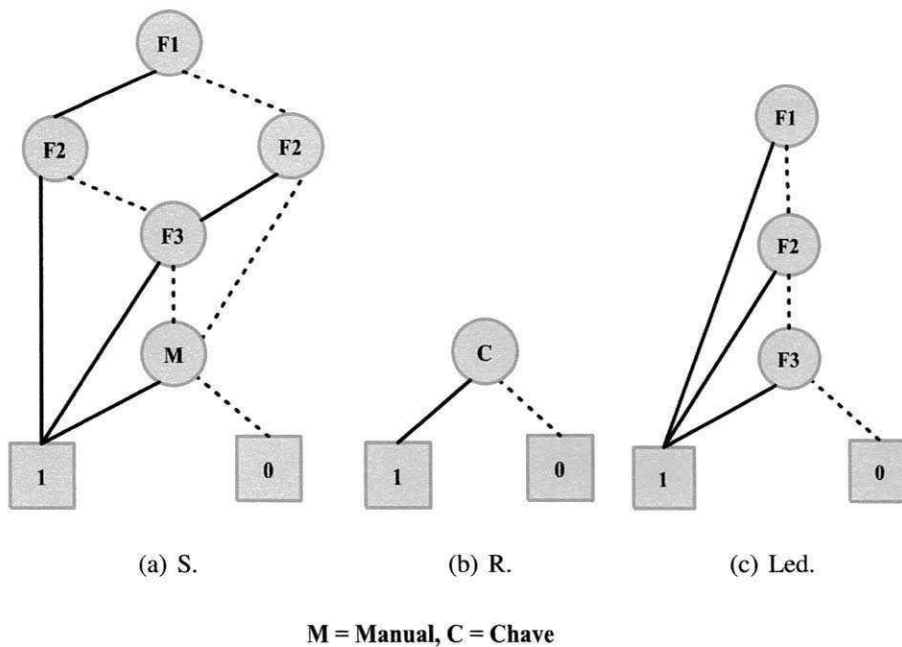 F1
F2
F2
F3
M
1
0
C
1
0
F1
F2
F3
1
0
(a) S.
(b) R.
(c) Led.
M = Manual, C = Chave